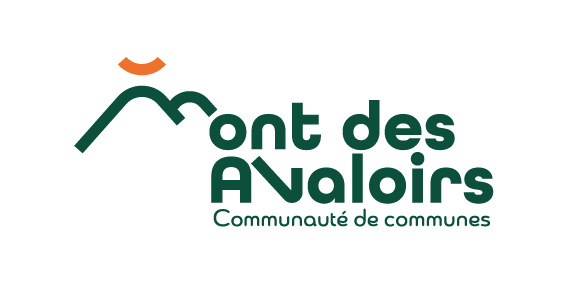 Mont des
Avaloirs
Communauté de communes